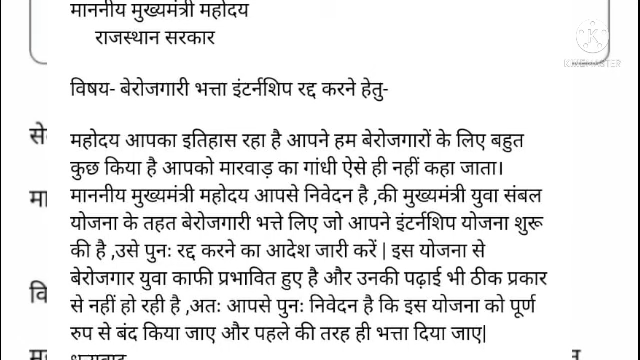 माननीय मुख्यमंत्री महोदय
राजस्थान सरकार
KINEMASTER
विषय- बेरोजगारी भत्ता इंटर्नशिप रद्द करने हेतु-
से
महोदय आपका इतिहास रहा है आपने हम बेरोजगारों के लिए बहुत
कुछ किया है आपको मारवाड़ का गांधी ऐसे ही नहीं कहा जाता।
मा
माननीय मुख्यमंत्री महोदय आपसे निवेदन है ,की मुख्यमंत्री युवा संबल
योजना के तहत बेरोजगारी भत्ते लिए जो आपने इंटर्नशिप योजना शुरू
की है ,उसे पुनः रद्द करने का आदेश जारी करें | इस योजना से
बेरोजगार युवा काफी प्रभावित हुए है और उनकी पढ़ाई भी ठीक प्रकार
वि
से नहीं हो रही है ,अतः आपसे पुनः निवेदन है कि इस योजना को पूर्ण
रुप से बंद किया जाए और पहले की तरह ही भत्ता दिया जाए|
धन्यवाद